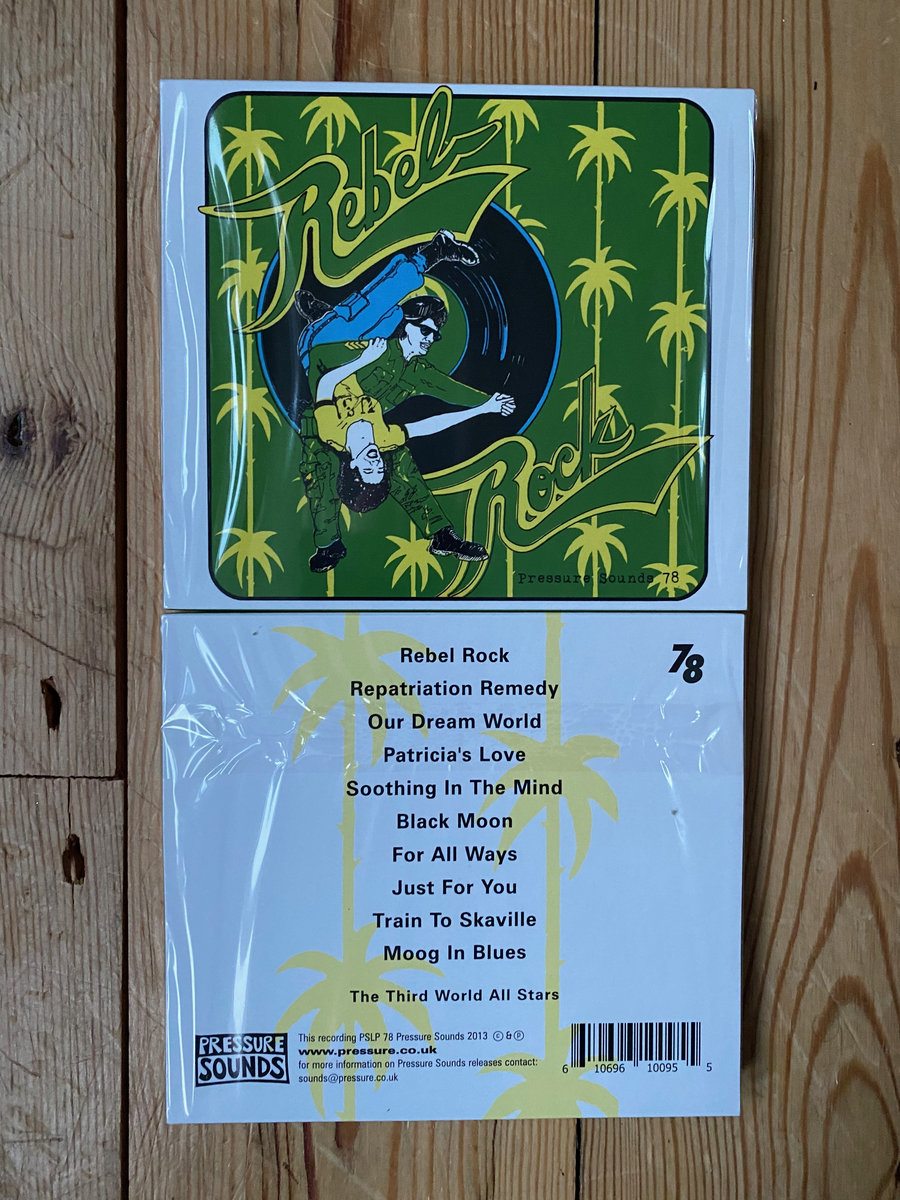 Rebel
Rock
Pressure Sounds 78
78
Rebel Rock
Repatriation Remedy
Our Dream World
Patricia's Love
Soothing In The Mind
Black Moon
For All Ways
Just For You
Train To Skaville
Moog In Blues
The Third World All Stars
PRESSURE
SOUNDS
This recording PSLP 78 Pressure Sounds 2013 Ⓒ & Ⓟ
www.pressure.co.uk
for more information on Pressure Sounds releases contact:
sounds@pressure.co.uk
6 10696 10095 5